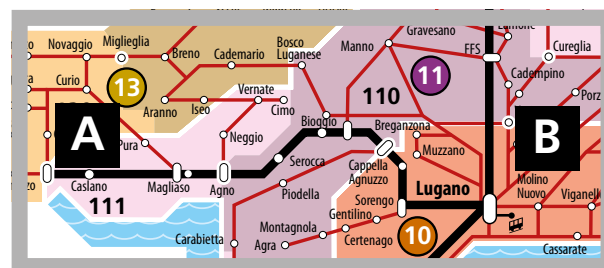 Gravesano
Manno
FFS
Cureglia
Novaggio
Miglieglia
Breno
Cademario
Bosco
Luganese
Curio
13
11
Cadempino
Vernate
Aranno
Iseo
Cimo
110
Bioggio
Breganzona
A
B
Pura
Neggio
Muzzano
Serocca
Cappella
Agnuzzo
Lugano
Molino
Nuovo
Caslano
Magliaso
Agno
Piodella
Sorengo
111
Gentilino
Montagnola
Carabietta
Agra
Certenago
10
Cassarate